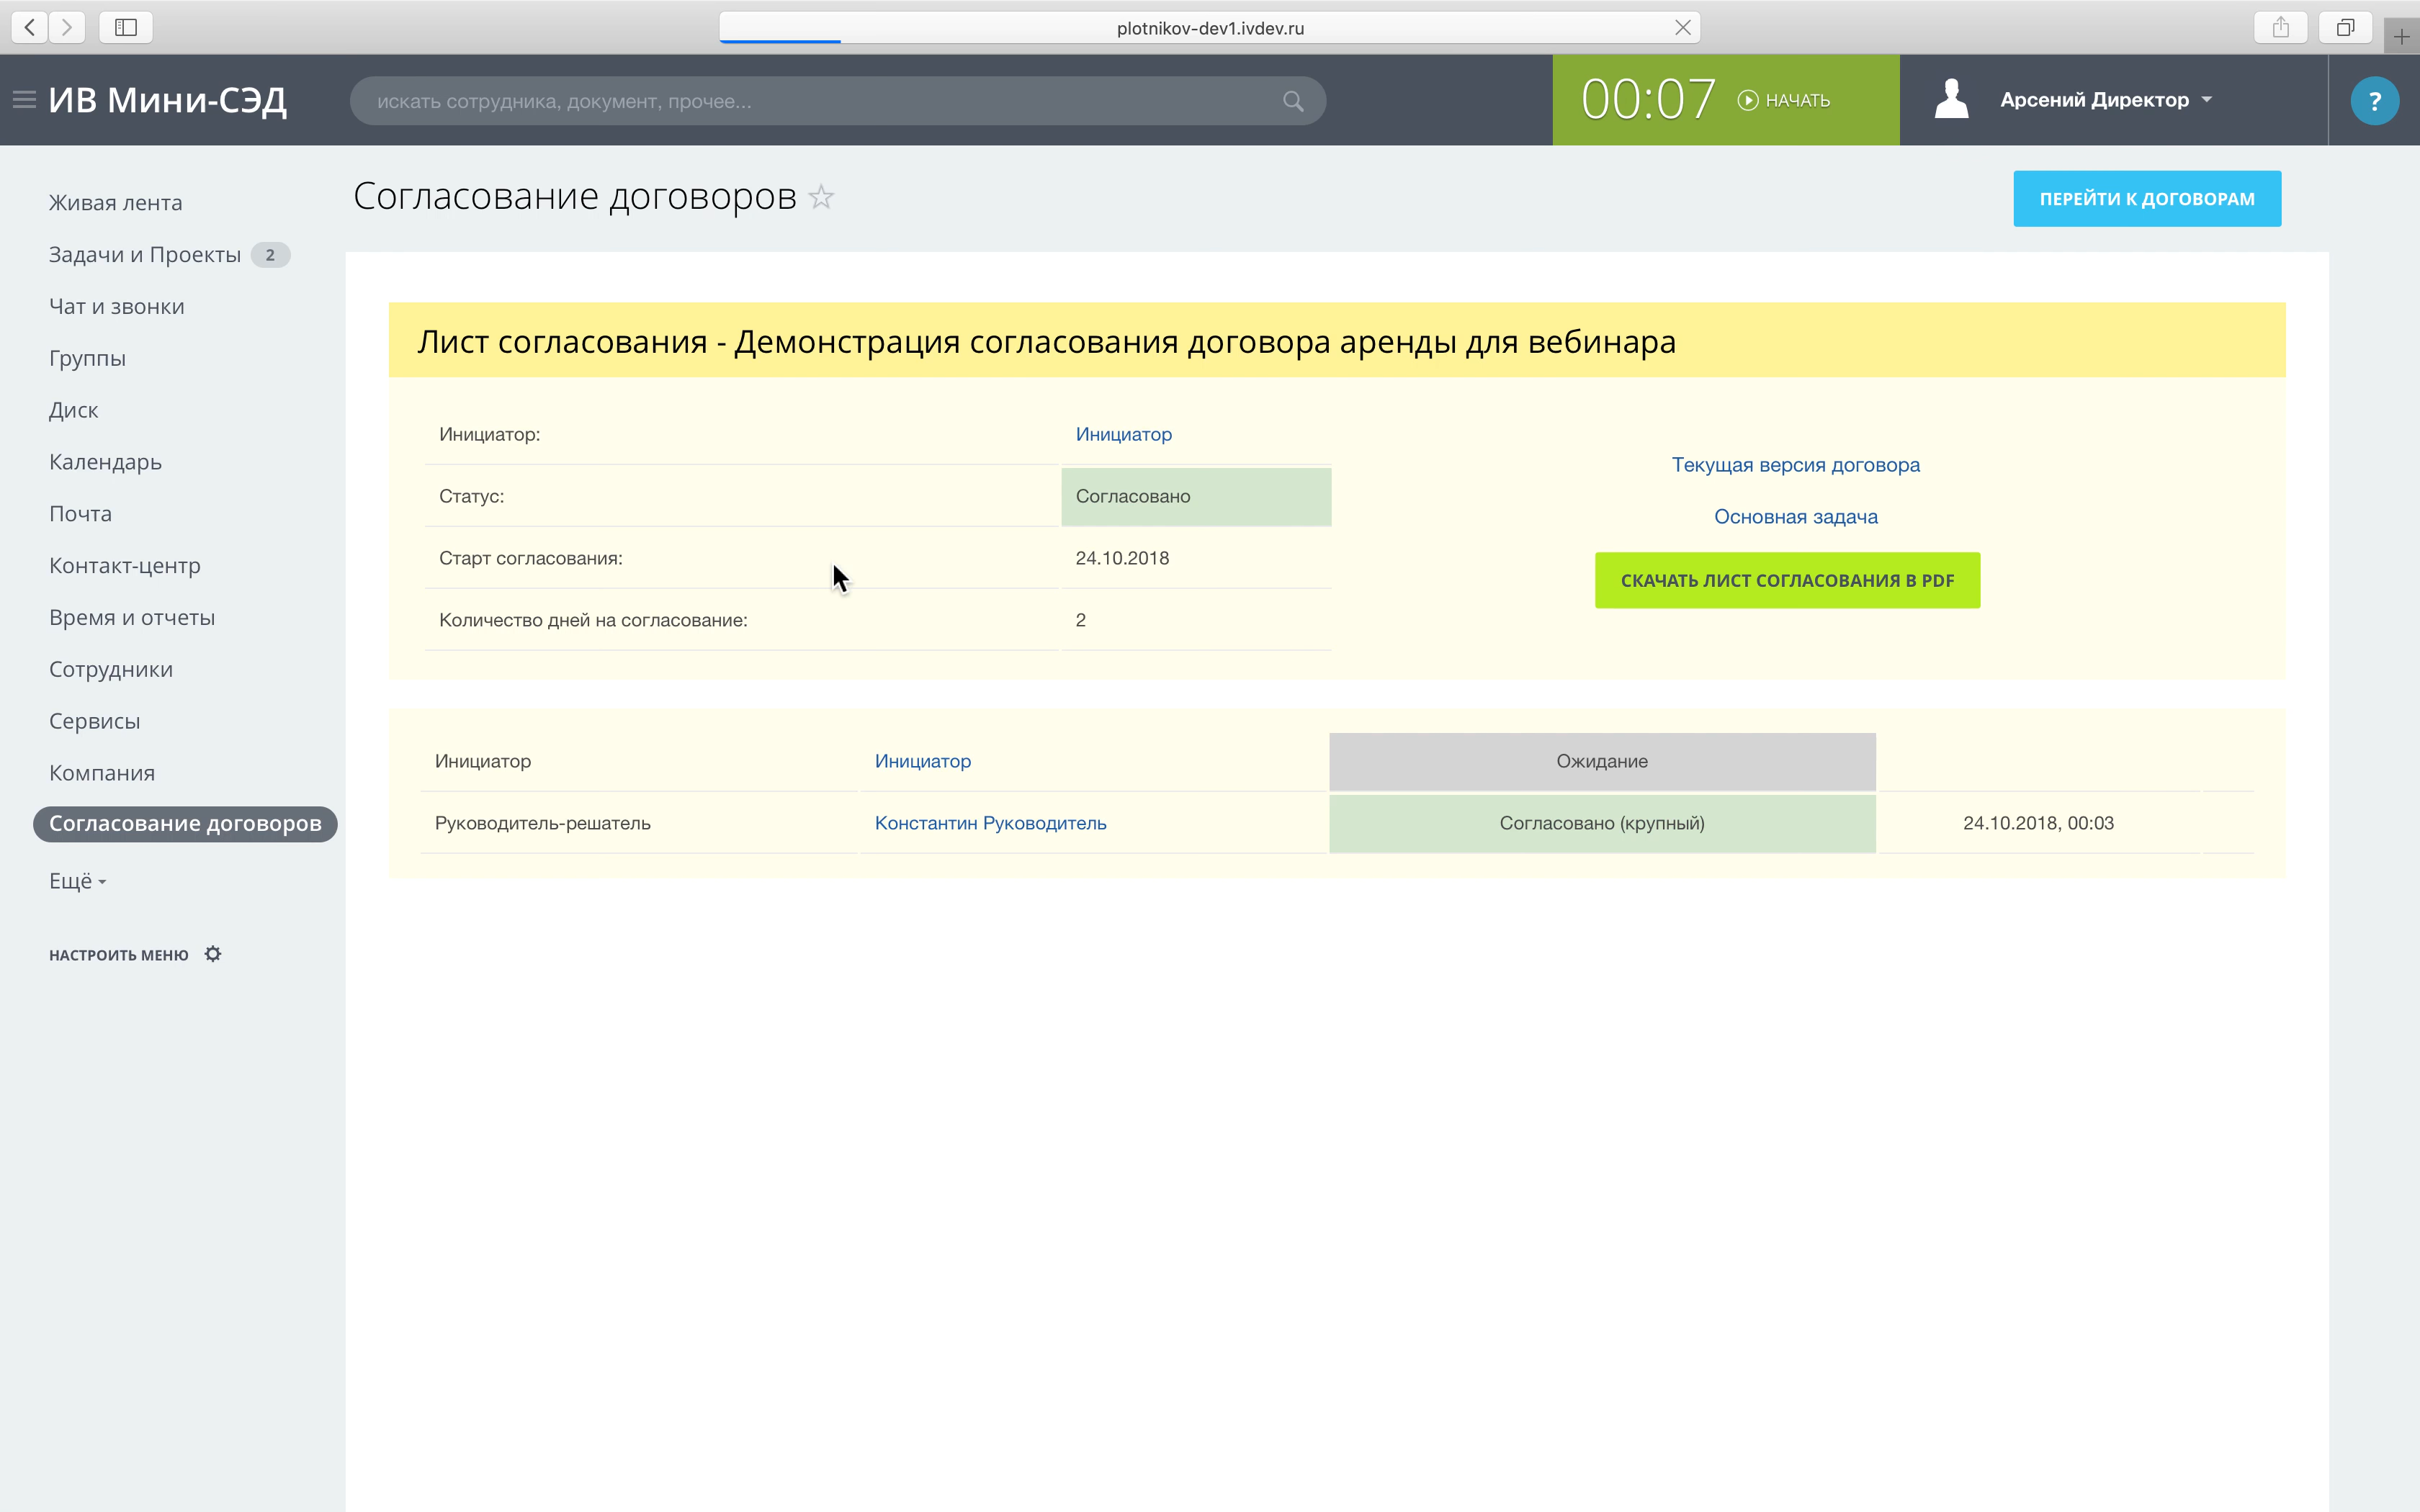 plotnikov-dev1.ivdev.ru
ИВ Мини-СЭД
искать сотрудника, документ, прочее...
00:07 НАЧАТЬ
Арсений Директор
?
Живая лента
Задачи и Проекты 2
Чат и звонки
Группы
Диск
Календарь
Почта
Контакт-центр
Время и отчеты
Сотрудники
Сервисы
Компания
Согласование договоров
Ещё
НАСТРОИТЬ МЕНЮ
Согласование договоров
ПЕРЕЙТИ К ДОГОВОРАМ
Лист согласования - Демонстрация согласования договора аренды для вебинара
Инициатор: Инициатор
Статус: Согласовано
Старт согласования: 24.10.2018
Количество дней на согласование: 2
Текущая версия договора
Основная задача
СКАЧАТЬ ЛИСТ СОГЛАСОВАНИЯ В PDF
Инициатор Инициатор Ожидание
Руководитель-решатель Константин Руководитель Согласовано (крупный) 24.10.2018, 00:03